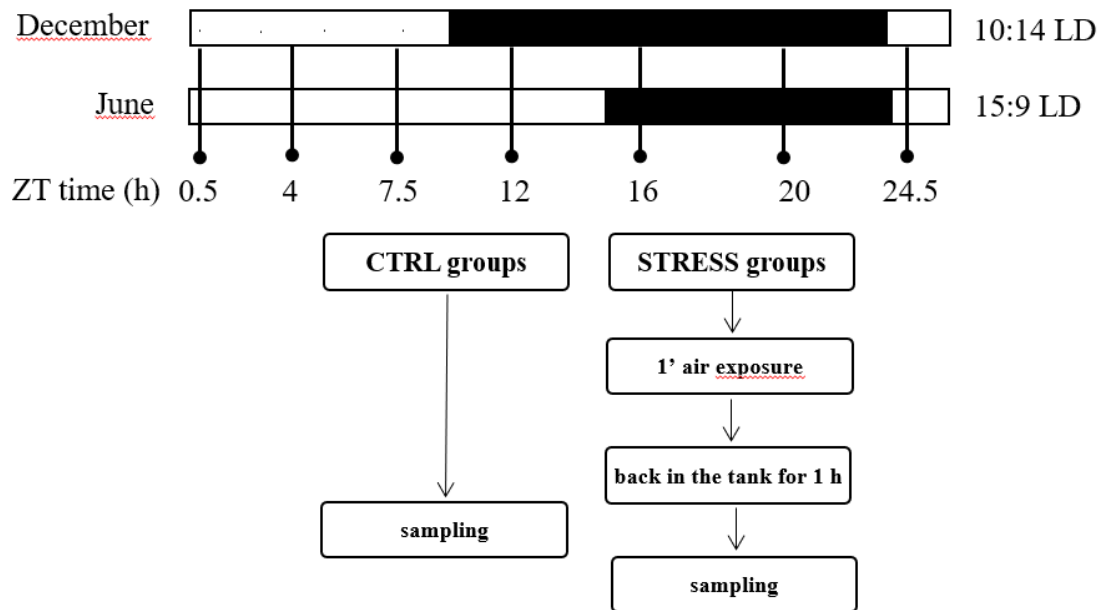 December 10:14 LD
June 15:9 LD
ZT time (h) 0.5 4 7.5 12 16 20 24.5
CTRL groups STRESS groups
1’ air exposure
back in the tank for 1 h
sampling
sampling